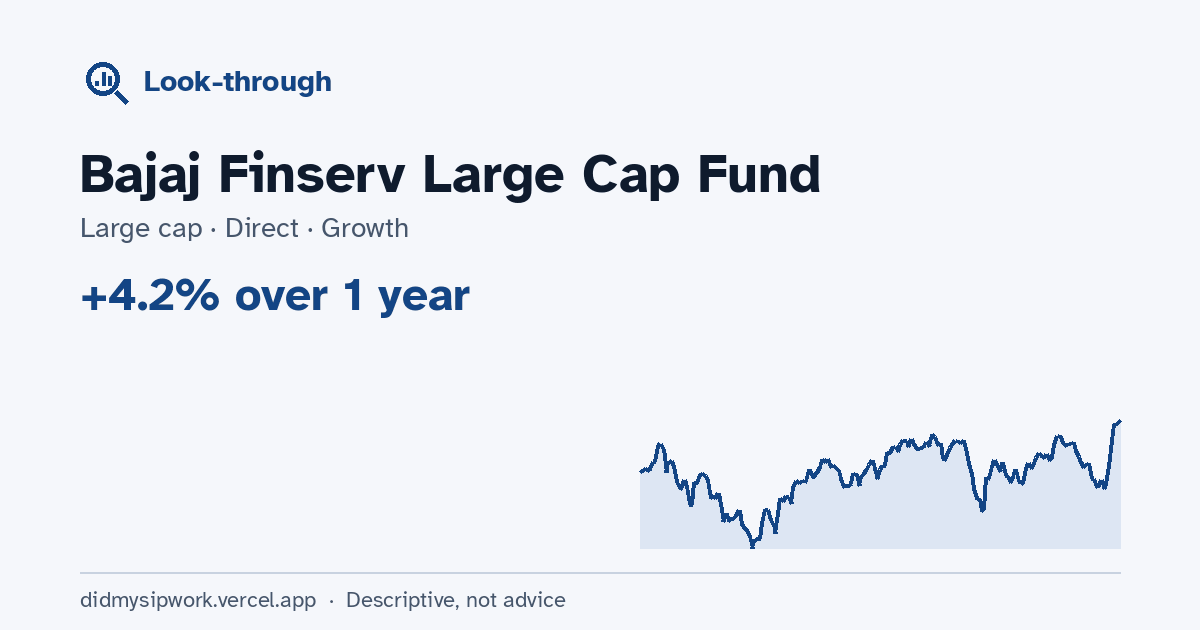 Look-through
Bajaj Finserv Large Cap Fund
Large cap · Direct · Growth
+4.2% over 1 year
didmysipwork.vercel.app · Descriptive, not advice